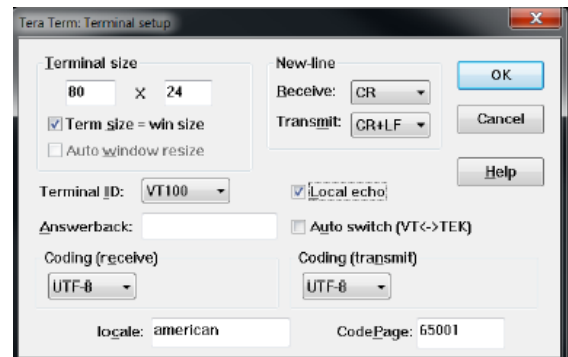 Tera Term: Terminal setup
Terminal size
80 X 24
Term size = win size
Auto window resize
New-line
Receive: CR
Transmit: CR+LF
OK
Cancel
Help
Terminal ID: VT100
Local echo
Answerback:
Auto switch (VT<->TEK)
Coding (receive)
UTF-8
Coding (transmit)
UTF-8
locale: american
CodePage: 65001